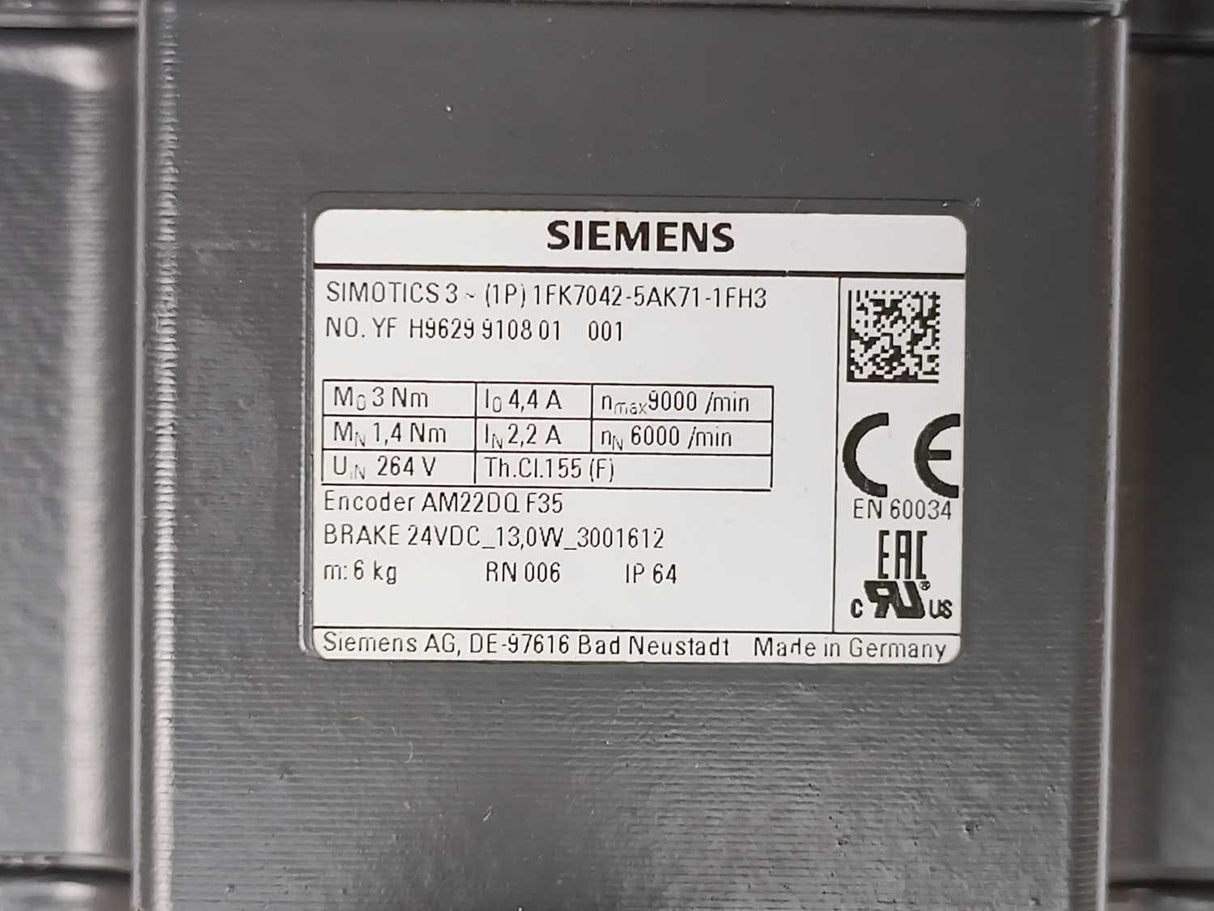 SIEMENS
SIMOTICS 3 ~ (1P) 1FK7042-5AK71-1FH3
NO. YF H9629 9108 01 001
M0 3 Nm I0 4,4 A nmax 9000 /min
MN 1,4 Nm IN 2,2 A nN 6000 /min
UIN 264 V Th.Cl.155 (F)
Encoder AM22DQ F35
BRAKE 24VDC_13,0W_3001612
m: 6 kg RN 006 IP 64
CE
EN 60034
EAC
c RU ® US
Siemens AG, DE-97616 Bad Neustadt Made in Germany